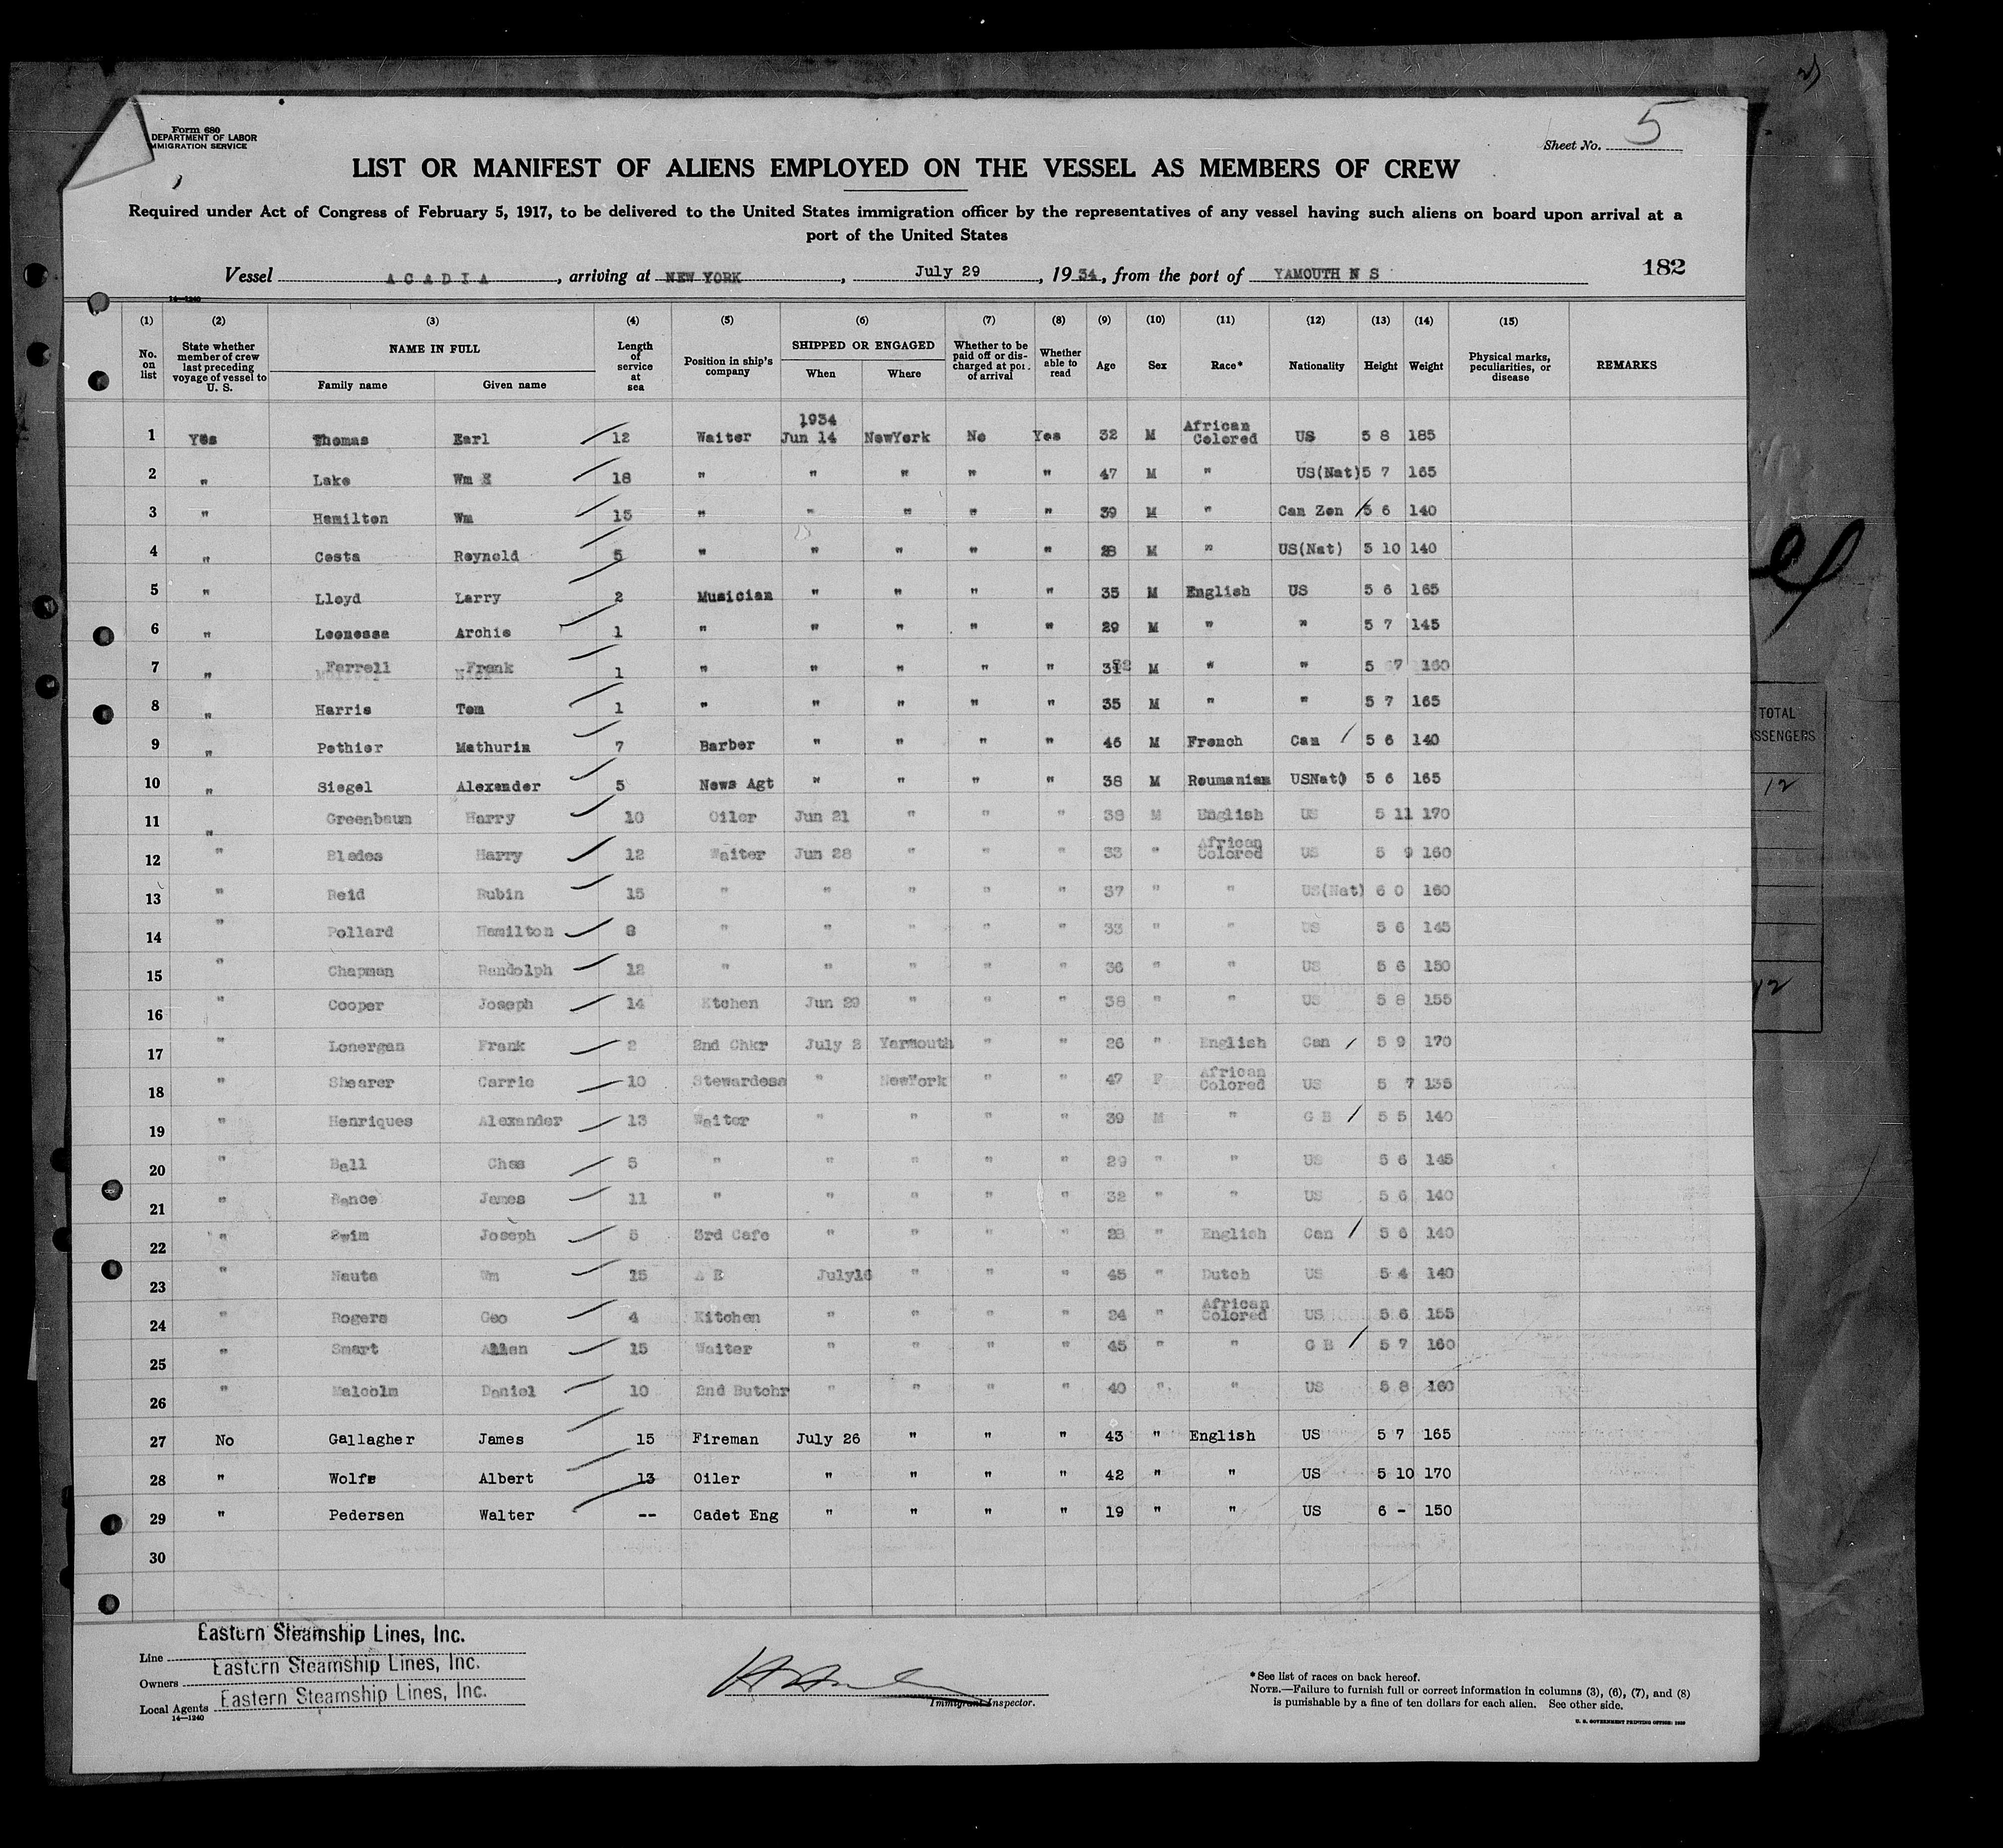 Form 680
DEPARTMENT OF LABOR
IMMIGRATION SERVICE
Sheet No. 5
LIST OR MANIFEST OF ALIENS EMPLOYED ON THE VESSEL AS MEMBERS OF CREW
Required under Act of Congress of February 5, 1917, to be delivered to the United States immigration officer by the representatives of any vessel having such aliens on board upon arrival at a
port of the United States
Vessel ACADIA, arriving at NEW YORK, July 29, 1934, from the port of YAMOUTH N S 182
14—1240
(1) (2) (3) (4) (5) (6) (7) (8) (9) (10) (11) (12) (13) (14) (15)
No. on list State whether member of crew last preceding voyage of vessel to U. S. NAME IN FULL Family name Given name Length of service at sea Position in ship's company SHIPPED OR ENGAGED When Where Whether to be paid off or discharged at port of arrival Whether able to read Age Sex Race* Nationality Height Weight Physical marks, peculiarities, or disease REMARKS
1934
1 Yes Thomas Earl 12 Waiter Jun 14 NewYork No Yes 32 M African Colored US 5 8 185
2 " Lake Wm E 18 " " " " " 47 M " US(Nat) 5 7 165
3 " Hamilton Wm 15 " " " " " 39 M " Can Zen 5 6 140
4 " Costa Reynold 5 " " " " " 28 M " US(Nat) 5 10 140
5 " Lloyd Larry 2 Musician " " " " 35 M English US 5 6 165
6 " Leonessa Archie 1 " " " " " 29 M " " 5 7 145
7 " Farrell Frank 1 " " " " " 32 M " " 5 7 160
8 " Harris Tom 1 " " " " " 35 M " " 5 7 165
9 " Pothier Mathurin 7 Barber " " " " 46 M French Can 5 6 140
10 " Siegel Alexander 5 News Agt " " " " 38 M Roumanian USNat) 5 6 165
11 " Greenbaum Harry 10 Oiler Jun 21 " " " 38 M English US 5 11 170
12 " Blades Harry 12 Waiter Jun 28 " " " 33 " African Colored US 5 9 160
13 " Reid Rubin 15 " " " " " 37 " " US(Nat) 6 0 160
14 " Pollard Hamilton 8 " " " " " 33 " " US 5 6 145
15 " Chapman Randolph 12 " " " " " 36 " " US 5 6 150
16 " Cooper Joseph 14 Ktchen Jun 29 " " " 38 " " US 5 8 155
17 " Lonergan Frank 2 2nd Chkr July 2 Yarmouth " " 26 " English Can 5 9 170
18 " Shearer Carrie 10 Stewardess " NewYork " " 47 F African Colored US 5 7 135
19 " Henriques Alexander 13 Waiter " " " " 39 M " G B 5 5 140
20 " Ball Chas 5 " " " " " 29 " " US 5 6 145
21 " Bance James 11 " " " " " 32 " " US 5 6 140
22 " Swim Joseph 5 3rd Cafe " " " " 28 " English Can 5 6 140
23 " Nauta Wm 15 A E July16 " " " 45 " Dutch US 5 4 140
24 " Rogers Geo 4 Kitchen " " " " 24 " African Colored US 5 6 155
25 " Smart Allen 15 Waiter " " " " 45 " " G B 5 7 160
26 " Malcolm Daniel 10 2nd Butchr " " " " 40 " " US 5 8 160
27 No Gallagher James 15 Fireman July 26 " " " 43 " English US 5 7 165
28 " Wolfe Albert 13 Oiler " " " " 42 " " US 5 10 170
29 " Pedersen Walter -- Cadet Eng " " " " 19 " " US 6 - 150
30
Line Eastern Steamship Lines, Inc.
Owners Eastern Steamship Lines, Inc.
Local Agents Eastern Steamship Lines, Inc.
14—1240
Immigrant Inspector.
*See list of races on back hereof.
NOTE.—Failure to furnish full or correct information in columns (3), (6), (7), and (8)
is punishable by a fine of ten dollars for each alien. See other side.
U. S. GOVERNMENT PRINTING OFFICE: 1929
TOTAL
PASSENGERS
12
12